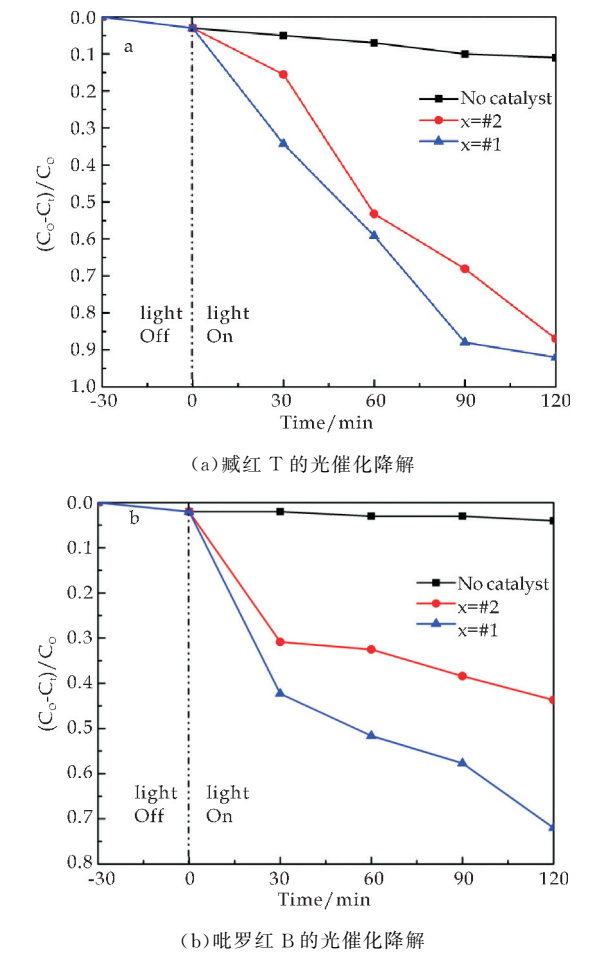 0.0
0.1
0.2
0.3
0.4
0.5
0.6
0.7
0.8
0.9
1.0
(C₀-Cₜ)/C₀
a
No catalyst
x=#2
x=#1
light light
Off On
-30 0 30 60 90 120
Time/min
(a)臧红 T 的光催化降解
0.0
0.1
0.2
0.3
0.4
0.5
0.6
0.7
0.8
(C₀-Cₜ)/C₀
b
No catalyst
x=#2
x=#1
light light
Off On
-30 0 30 60 90 120
Time/min
(b)吡罗红 B 的光催化降解